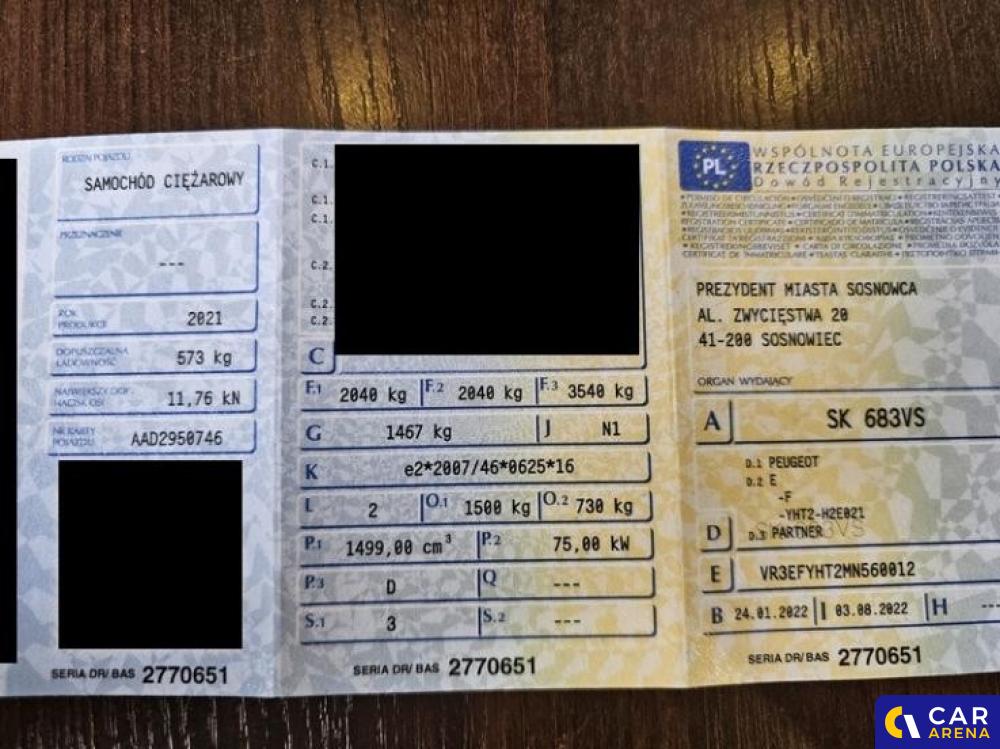 RODZAJ POJAZDU
SAMOCHÓD CIĘŻAROWY
PRZEZNACZENIE
---
ROK PRODUKCJI
2021
DOPUSZCZALNA ŁADOWNOŚĆ
573 kg
NAJWIĘKSZY DOP. NACISK OSI
11,76 kN
NR KARTY POJAZDU
AAD2950746
SERIA DR/BAS 2770651
C.1
C.1
C.1
C.2
C.2
C.2
C
F.1 2040 kg F.2 2040 kg F.3 3540 kg
G 1467 kg J N1
K e2*2007/46*0625*16
L 2 O.1 1500 kg O.2 730 kg
P.1 1499,00 cm³ P.2 75,00 kW
P.3 D Q ---
S.1 3 S.2 ---
SERIA DR/BAS 2770651
PL
WSPÓLNOTA EUROPEJSKA
RZECZPOSPOLITA POLSKA
Dowód Rejestracyjny
PREZYDENT MIASTA SOSNOWCA
AL. ZWYCIĘSTWA 20
41-200 SOSNOWIEC
ORGAN WYDAJĄCY
A SK 683VS
D.1 PEUGEOT
D.2 E
-F
-YHT2-H2E021
D D.3 PARTNER
E VR3EFYHT2MN560012
B 24.01.2022 I 03.08.2022 H ---
SERIA DR/BAS 2770651
CAR
ARENA